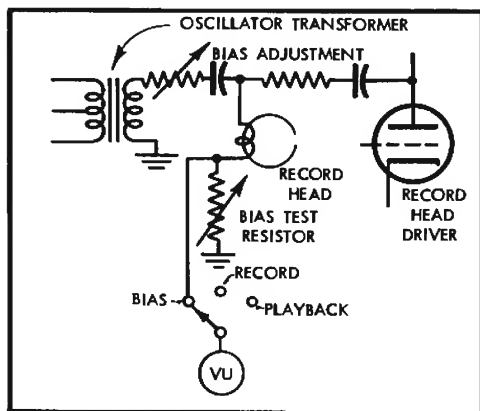 OSCILLATOR TRANSFORMER
BIAS ADJUSTMENT
RECORD
HEAD
RECORD
HEAD
DRIVER
BIAS TEST
RESISTOR
RECORD
BIAS
PLAYBACK
VU